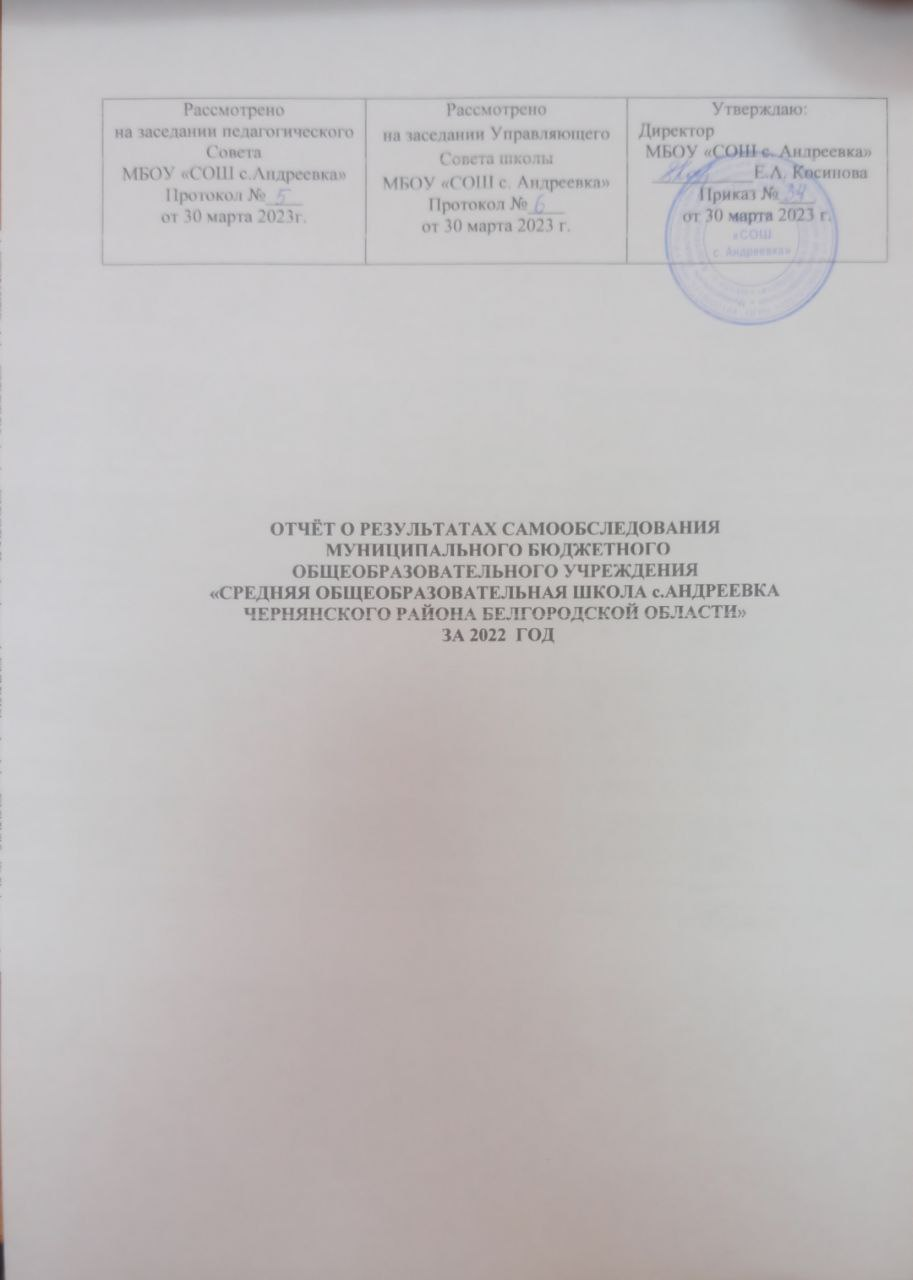 Рассмотрено
на заседании педагогического
Совета
МБОУ «СОШ с.Андреевка»
Протокол № 5
от 30 марта 2023г.
Рассмотрено
на заседании Управляющего
Совета школы
МБОУ «СОШ с. Андреевка»
Протокол № 6
от 30 марта 2023 г.
Утверждаю:
Директор
МБОУ «СОШ с. Андреевка»
Е.А. Косинова
Приказ № 34
от 30 марта 2023 г.
«СОШ
с. Андреевка»
ОТЧЁТ О РЕЗУЛЬТАТАХ САМООБСЛЕДОВАНИЯ
МУНИЦИПАЛЬНОГО БЮДЖЕТНОГО
ОБЩЕОБРАЗОВАТЕЛЬНОГО УЧРЕЖДЕНИЯ
«СРЕДНЯЯ ОБЩЕОБРАЗОВАТЕЛЬНАЯ ШКОЛА с.АНДРЕЕВКА
ЧЕРНЯНСКОГО РАЙОНА БЕЛГОРОДСКОЙ ОБЛАСТИ»
ЗА 2022 ГОД